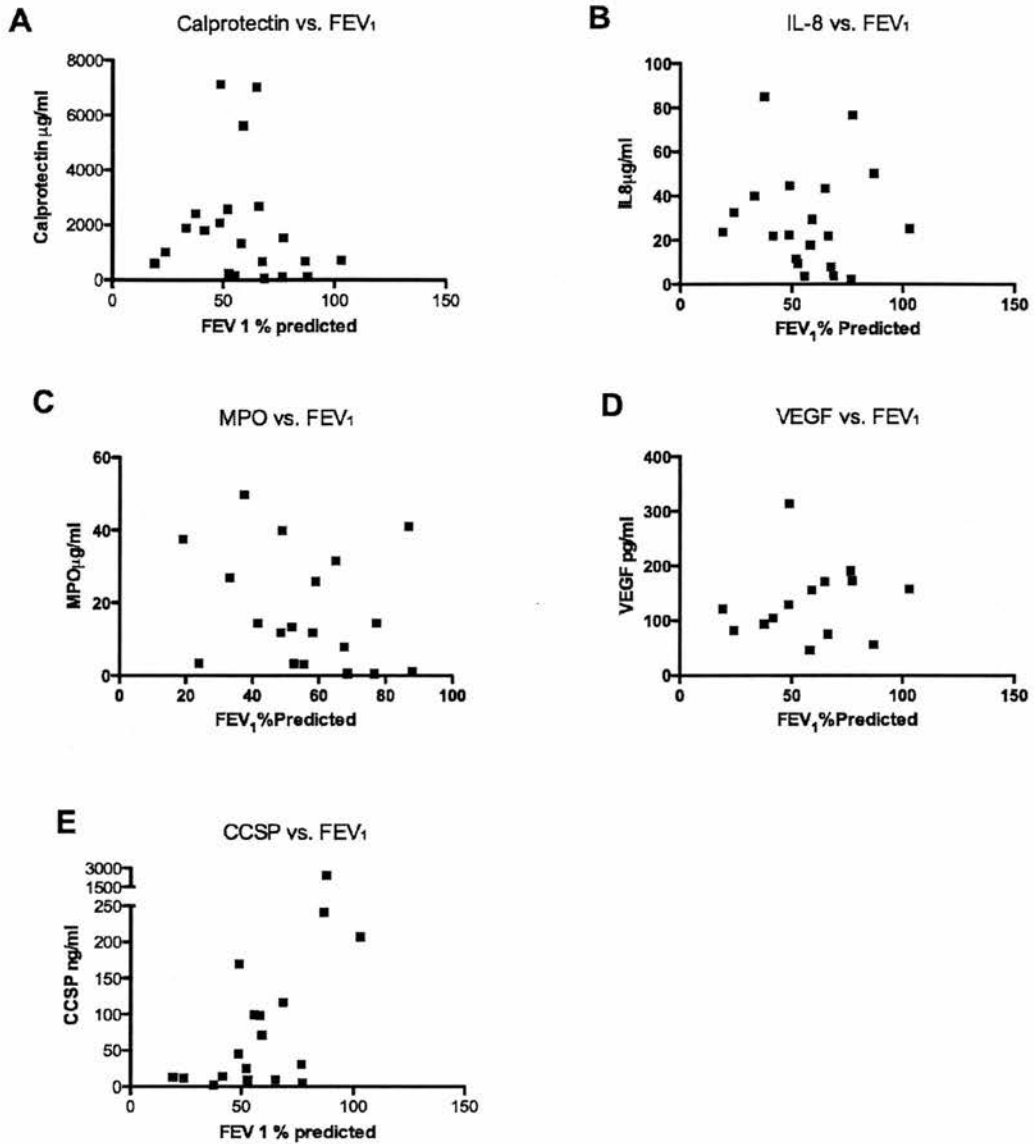 A
Calprotectin vs. FEV₁
8000
6000
4000
2000
0
Calprotectin μg/ml
0 50 100 150
FEV 1 % predicted
B
IL-8 vs. FEV₁
100
80
60
40
20
0
IL8μg/ml
0 50 100 150
FEV₁% Predicted
C
MPO vs. FEV₁
60
40
20
0
MPOμg/ml
0 20 40 60 80 100
FEV₁%Predicted
D
VEGF vs. FEV₁
400
300
200
100
0
VEGF pg/ml
0 50 100 150
FEV₁% Predicted
E
CCSP vs. FEV₁
3000
1500
250
200
150
100
50
0
CCSP ng/ml
0 50 100 150
FEV 1 % predicted